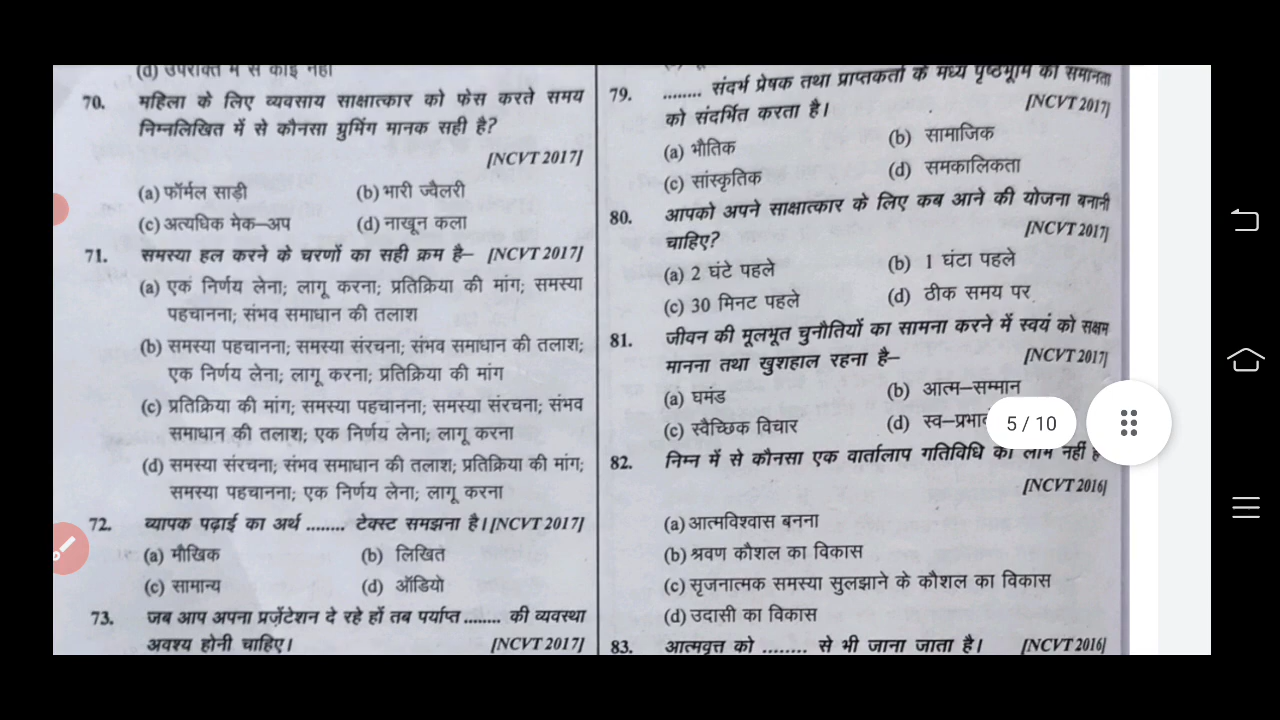 (d) उपरोक्त में से कोई नहीं
70. महिला के लिए व्यवसाय साक्षात्कार को फेस करते समय
निम्नलिखित में से कौनसा ग्रुमिंग मानक सही है?
[NCVT 2017]
(a) फॉर्मल साड़ी (b) भारी ज्वैलरी
(c) अत्यधिक मेक–अप (d) नाखून कला
71. समस्या हल करने के चरणों का सही क्रम है– [NCVT 2017]
(a) एक निर्णय लेना; लागू करना; प्रतिक्रिया की मांग; समस्या
पहचानना; संभव समाधान की तलाश
(b) समस्या पहचानना; समस्या संरचना; संभव समाधान की तलाश;
एक निर्णय लेना; लागू करना; प्रतिक्रिया की मांग
(c) प्रतिक्रिया की मांग; समस्या पहचानना; समस्या संरचना; संभव
समाधान की तलाश; एक निर्णय लेना; लागू करना
(d) समस्या संरचना; संभव समाधान की तलाश; प्रतिक्रिया की मांग;
समस्या पहचानना; एक निर्णय लेना; लागू करना
72. व्यापक पढ़ाई का अर्थ ........ टेक्स्ट समझना है। [NCVT 2017]
(a) मौखिक (b) लिखित
(c) सामान्य (d) ऑडियो
73. जब आप अपना प्रज़ेंटेशन दे रहे हों तब पर्याप्त ........ की व्यवस्था
अवश्य होनी चाहिए। [NCVT 2017]
79. ........ संदर्भ प्रेषक तथा प्राप्तकर्ता के मध्य पृष्ठभूमि की समानता
को संदर्भित करता है। [NCVT 2017]
(a) भौतिक (b) सामाजिक
(c) सांस्कृतिक (d) समकालिकता
80. आपको अपने साक्षात्कार के लिए कब आने की योजना बनानी
चाहिए? [NCVT 2017]
(a) 2 घंटे पहले (b) 1 घंटा पहले
(c) 30 मिनट पहले (d) ठीक समय पर
81. जीवन की मूलभूत चुनौतियों का सामना करने में स्वयं को सक्षम
मानना तथा खुशहाल रहना है– [NCVT 2017]
(a) घमंड (b) आत्म–सम्मान
(c) स्वैच्छिक विचार (d)
5 / 10
82. निम्न में से कौनसा एक वार्तालाप गतिविधि का लाभ नहीं है
[NCVT 2016]
(a) आत्मविश्वास बनना
(b) श्रवण कौशल का विकास
(c) सृजनात्मक समस्या सुलझाने के कौशल का विकास
(d) उदासी का विकास
83. आत्मवृत्त को ........ से भी जाना जाता है। [NCVT 2016]